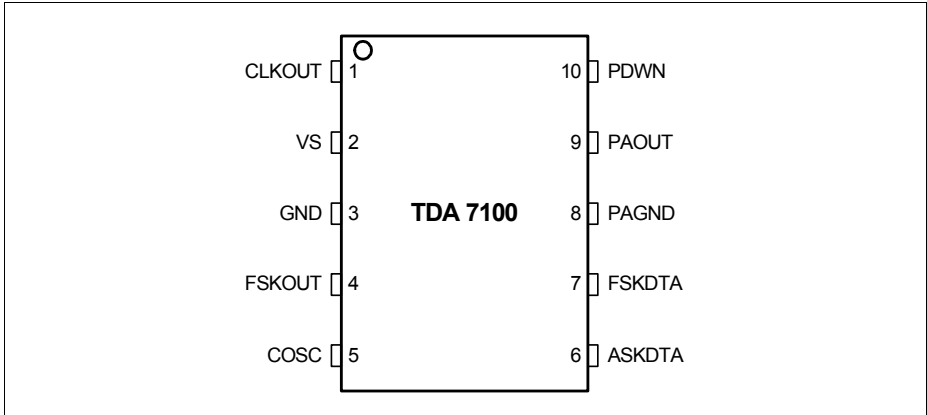 CLKOUT 1 10 PDWN
VS 2 9 PAOUT
GND 3 TDA 7100 8 PAGND
FSKOUT 4 7 FSKDTA
COSC 5 6 ASKDTA